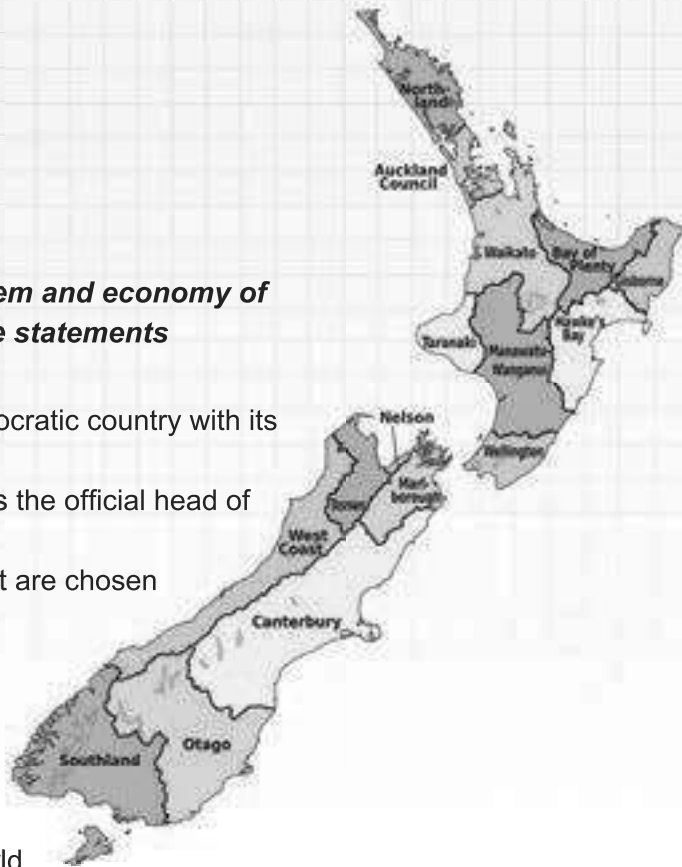 North-
land
Auckland
Council
Waikato
Bay of
Plenty
Gisborne
em and economy of
Hawke's
Bay
e statements
Taranaki
Manawatu
Wanganui
ocratic country with its
Nelson
Wellington
Marl-
borough
s the official head of
West
Coast
t are chosen
Canterbury
Otago
Southland
ld